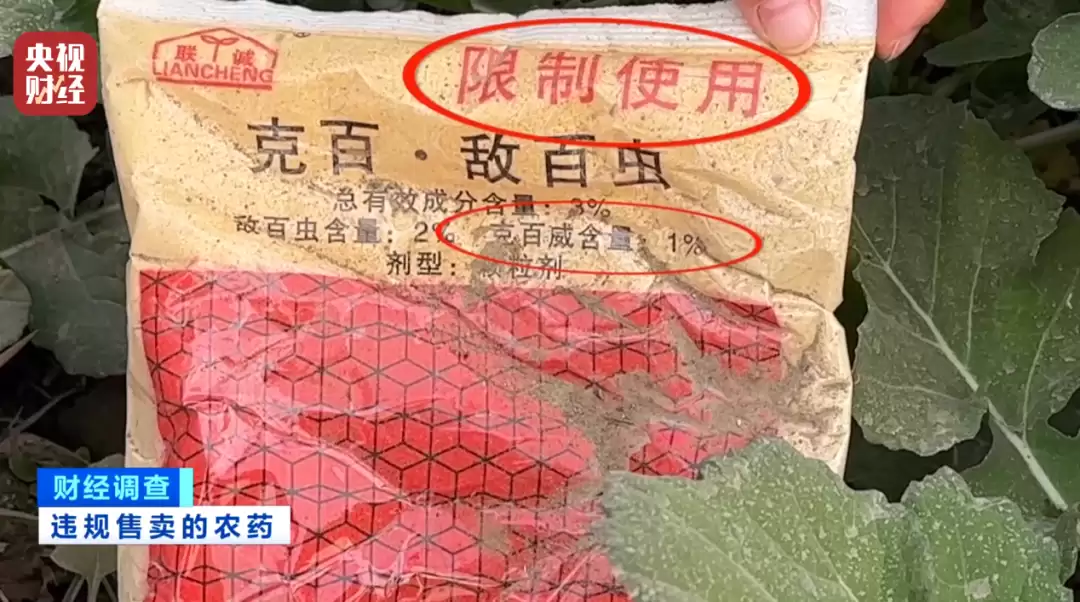 央视
财经
联诚
LIANCHENG
限制使用
克百·敌百虫
总有效成分含量：3%
敌百虫含量：2% 克百威含量：1%
剂型：颗粒剂
财经调查
违规售卖的农药